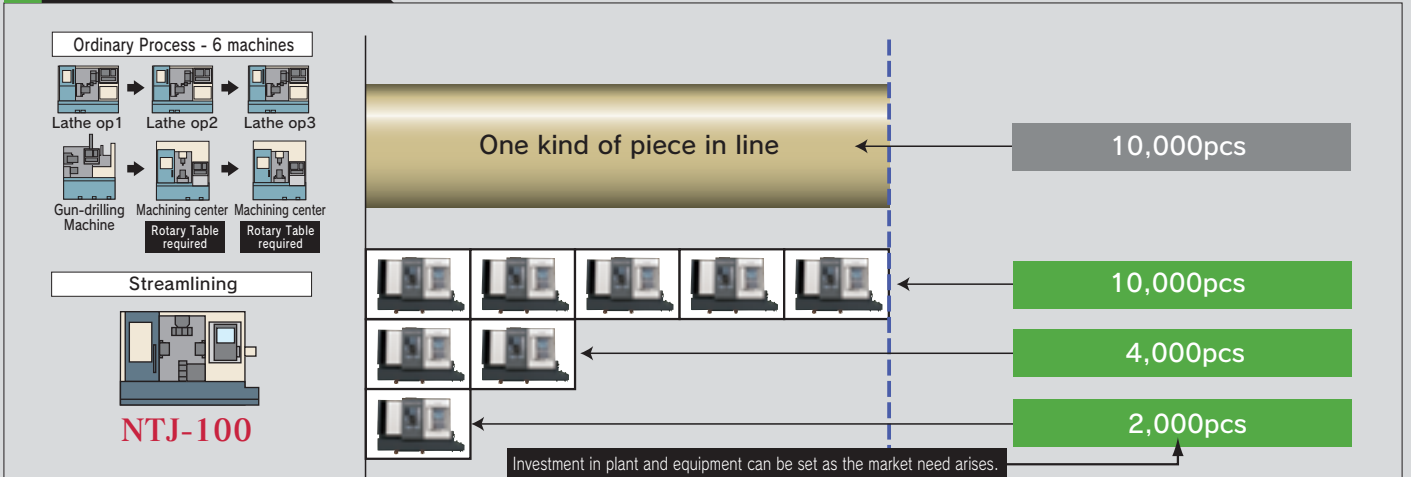 Ordinary Process - 6 machines
Lathe op1 Lathe op2 Lathe op3
Gun-drilling
Machine
Machining center
Rotary Table
required
Machining center
Rotary Table
required
Streamlining
NTJ-100
One kind of piece in line
10,000pcs
10,000pcs
4,000pcs
2,000pcs
Investment in plant and equipment can be set as the market need arises.